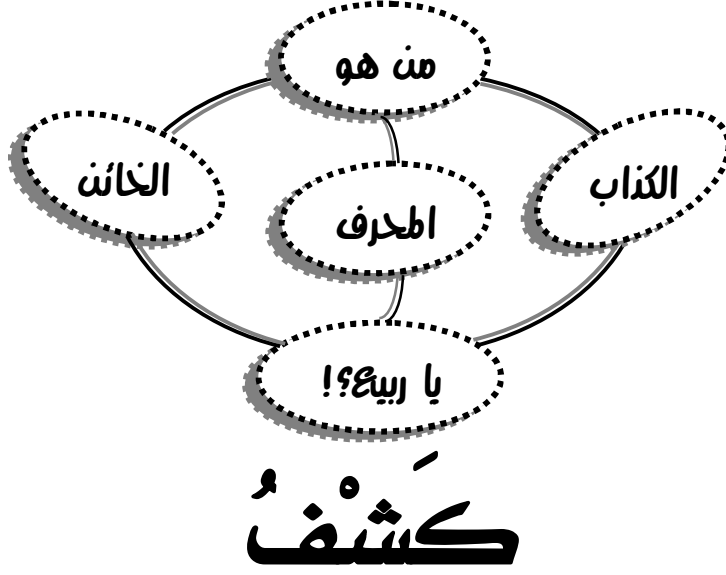 من هو
الكذاب
المحرف
الخائن
يا ربيع؟!
كَشْفُ